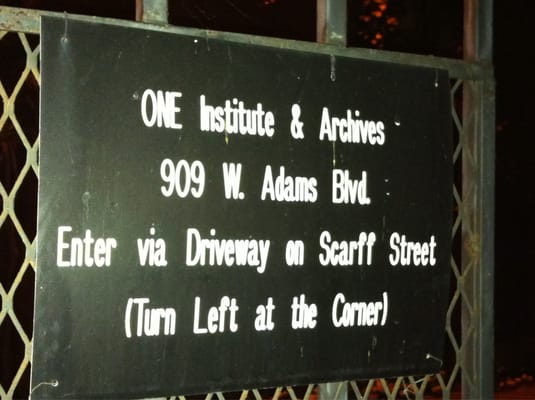 ONE Institute & Archives
909 W. Adams Blvd.
Enter via Driveway on Scarff Street
(Turn Left at the Corner)